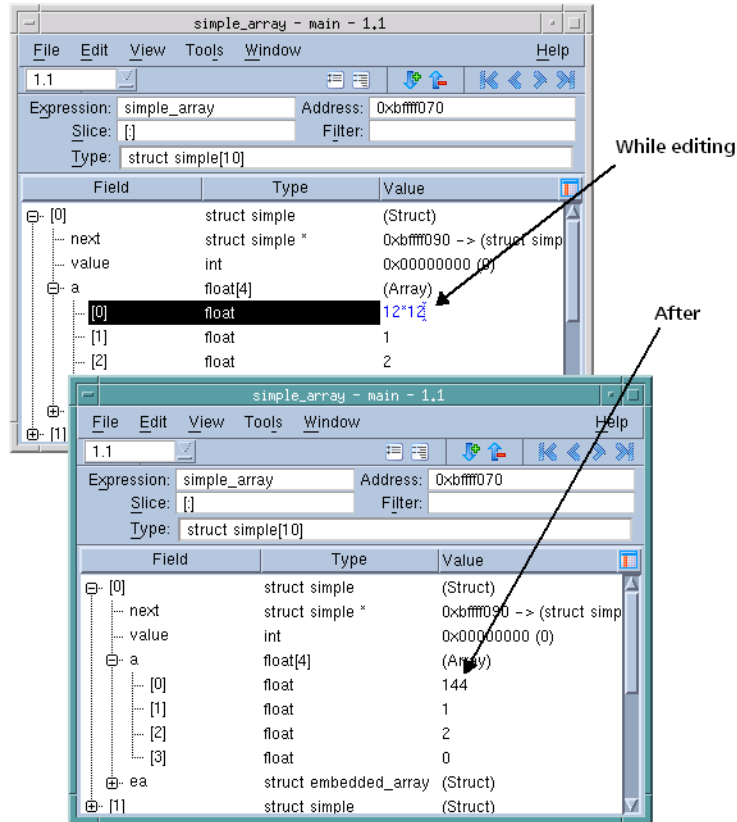 simple_array - main - 1.1
File Edit View Tools Window Help
1.1
Expression: simple_array Address: 0xbffff070
Slice: [:] Filter:
Type: struct simple[10]
While editing
Field Type Value
[0] struct simple (Struct)
next struct simple * 0xbffff090 -> (struct simp
value int 0x00000000 (0)
a float[4] (Array)
[0] float 12*12
After
[1] float 1
[2] float 2
[1]
simple_array - main - 1.1
File Edit View Tools Window Help
1.1
Expression: simple_array Address: 0xbffff070
Slice: [:] Filter:
Type: struct simple[10]
Field Type Value
[0] struct simple (Struct)
next struct simple * 0xbffff090 -> (struct simp
value int 0x00000000 (0)
a float[4] (Array)
[0] float 144
[1] float 1
[2] float 2
[3] float 0
ea struct embedded_array (Struct)
[1] struct simple (Struct)